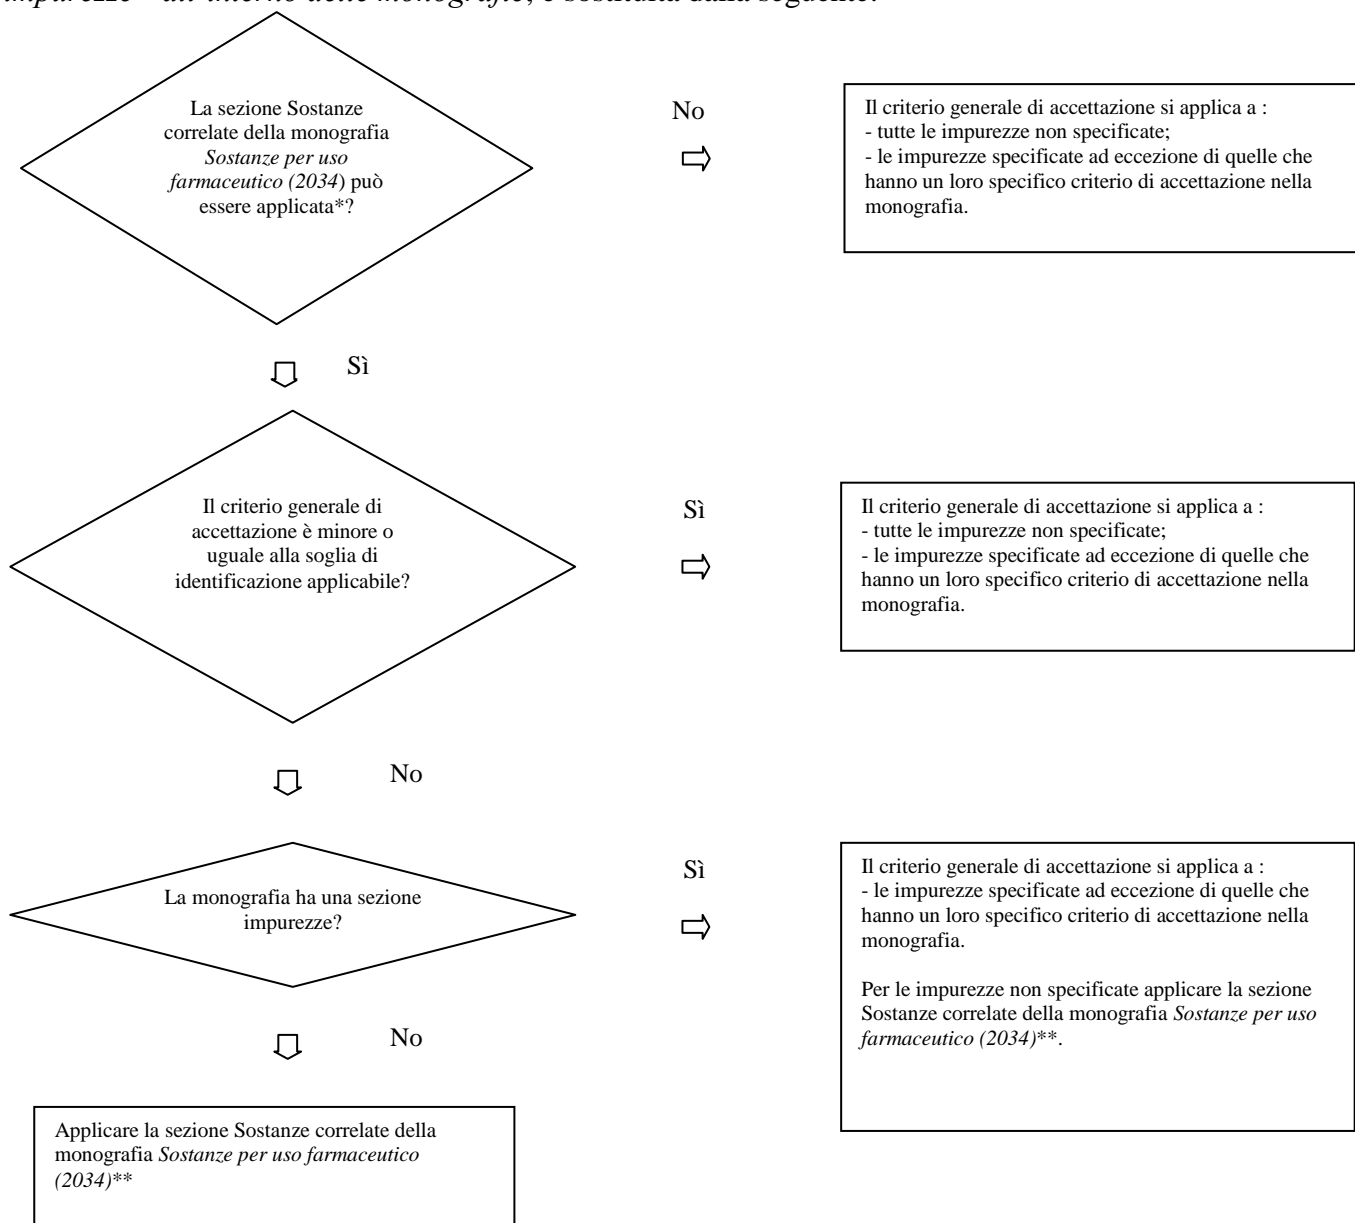 impurezze - all'interno delle monografie, è sostituita dalla seguente:
La sezione Sostanze
correlate della monografia
Sostanze per uso
farmaceutico (2034) può
essere applicata*?
No
Il criterio generale di accettazione si applica a :
- tutte le impurezze non specificate;
- le impurezze specificate ad eccezione di quelle che
hanno un loro specifico criterio di accettazione nella
monografia.
Sì
Il criterio generale di
accettazione è minore o
uguale alla soglia di
identificazione applicabile?
Sì
Il criterio generale di accettazione si applica a :
- tutte le impurezze non specificate;
- le impurezze specificate ad eccezione di quelle che
hanno un loro specifico criterio di accettazione nella
monografia.
No
La monografia ha una sezione
impurezze?
Sì
Il criterio generale di accettazione si applica a :
- le impurezze specificate ad eccezione di quelle che
hanno un loro specifico criterio di accettazione nella
monografia.
Per le impurezze non specificate applicare la sezione
Sostanze correlate della monografia Sostanze per uso
farmaceutico (2034)**.
No
Applicare la sezione Sostanze correlate della
monografia Sostanze per uso farmaceutico
(2034)**